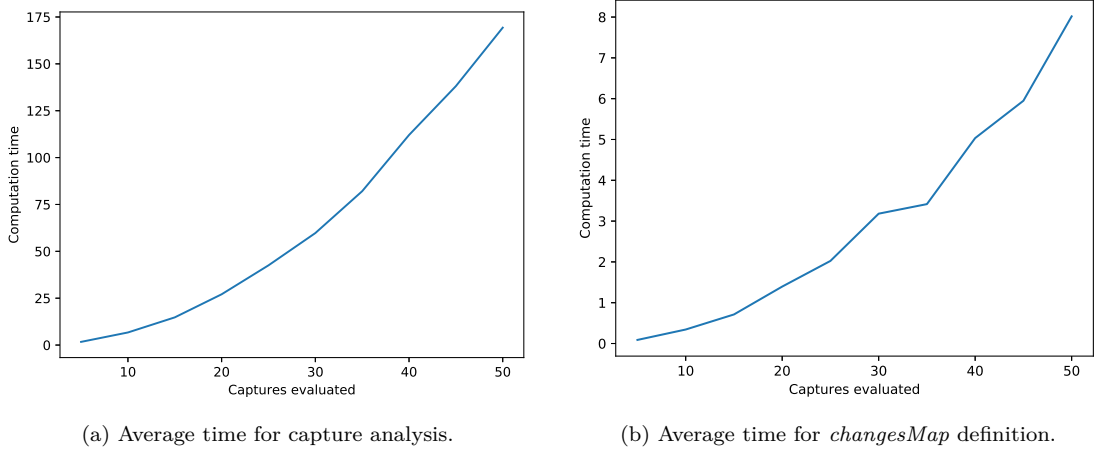 175
150
125
100
75
50
25
0
Computation time
10 20 30 40 50
Captures evaluated
(a) Average time for capture analysis.
8
7
6
5
4
3
2
1
0
Computation time
10 20 30 40 50
Captures evaluated
(b) Average time for changesMap definition.